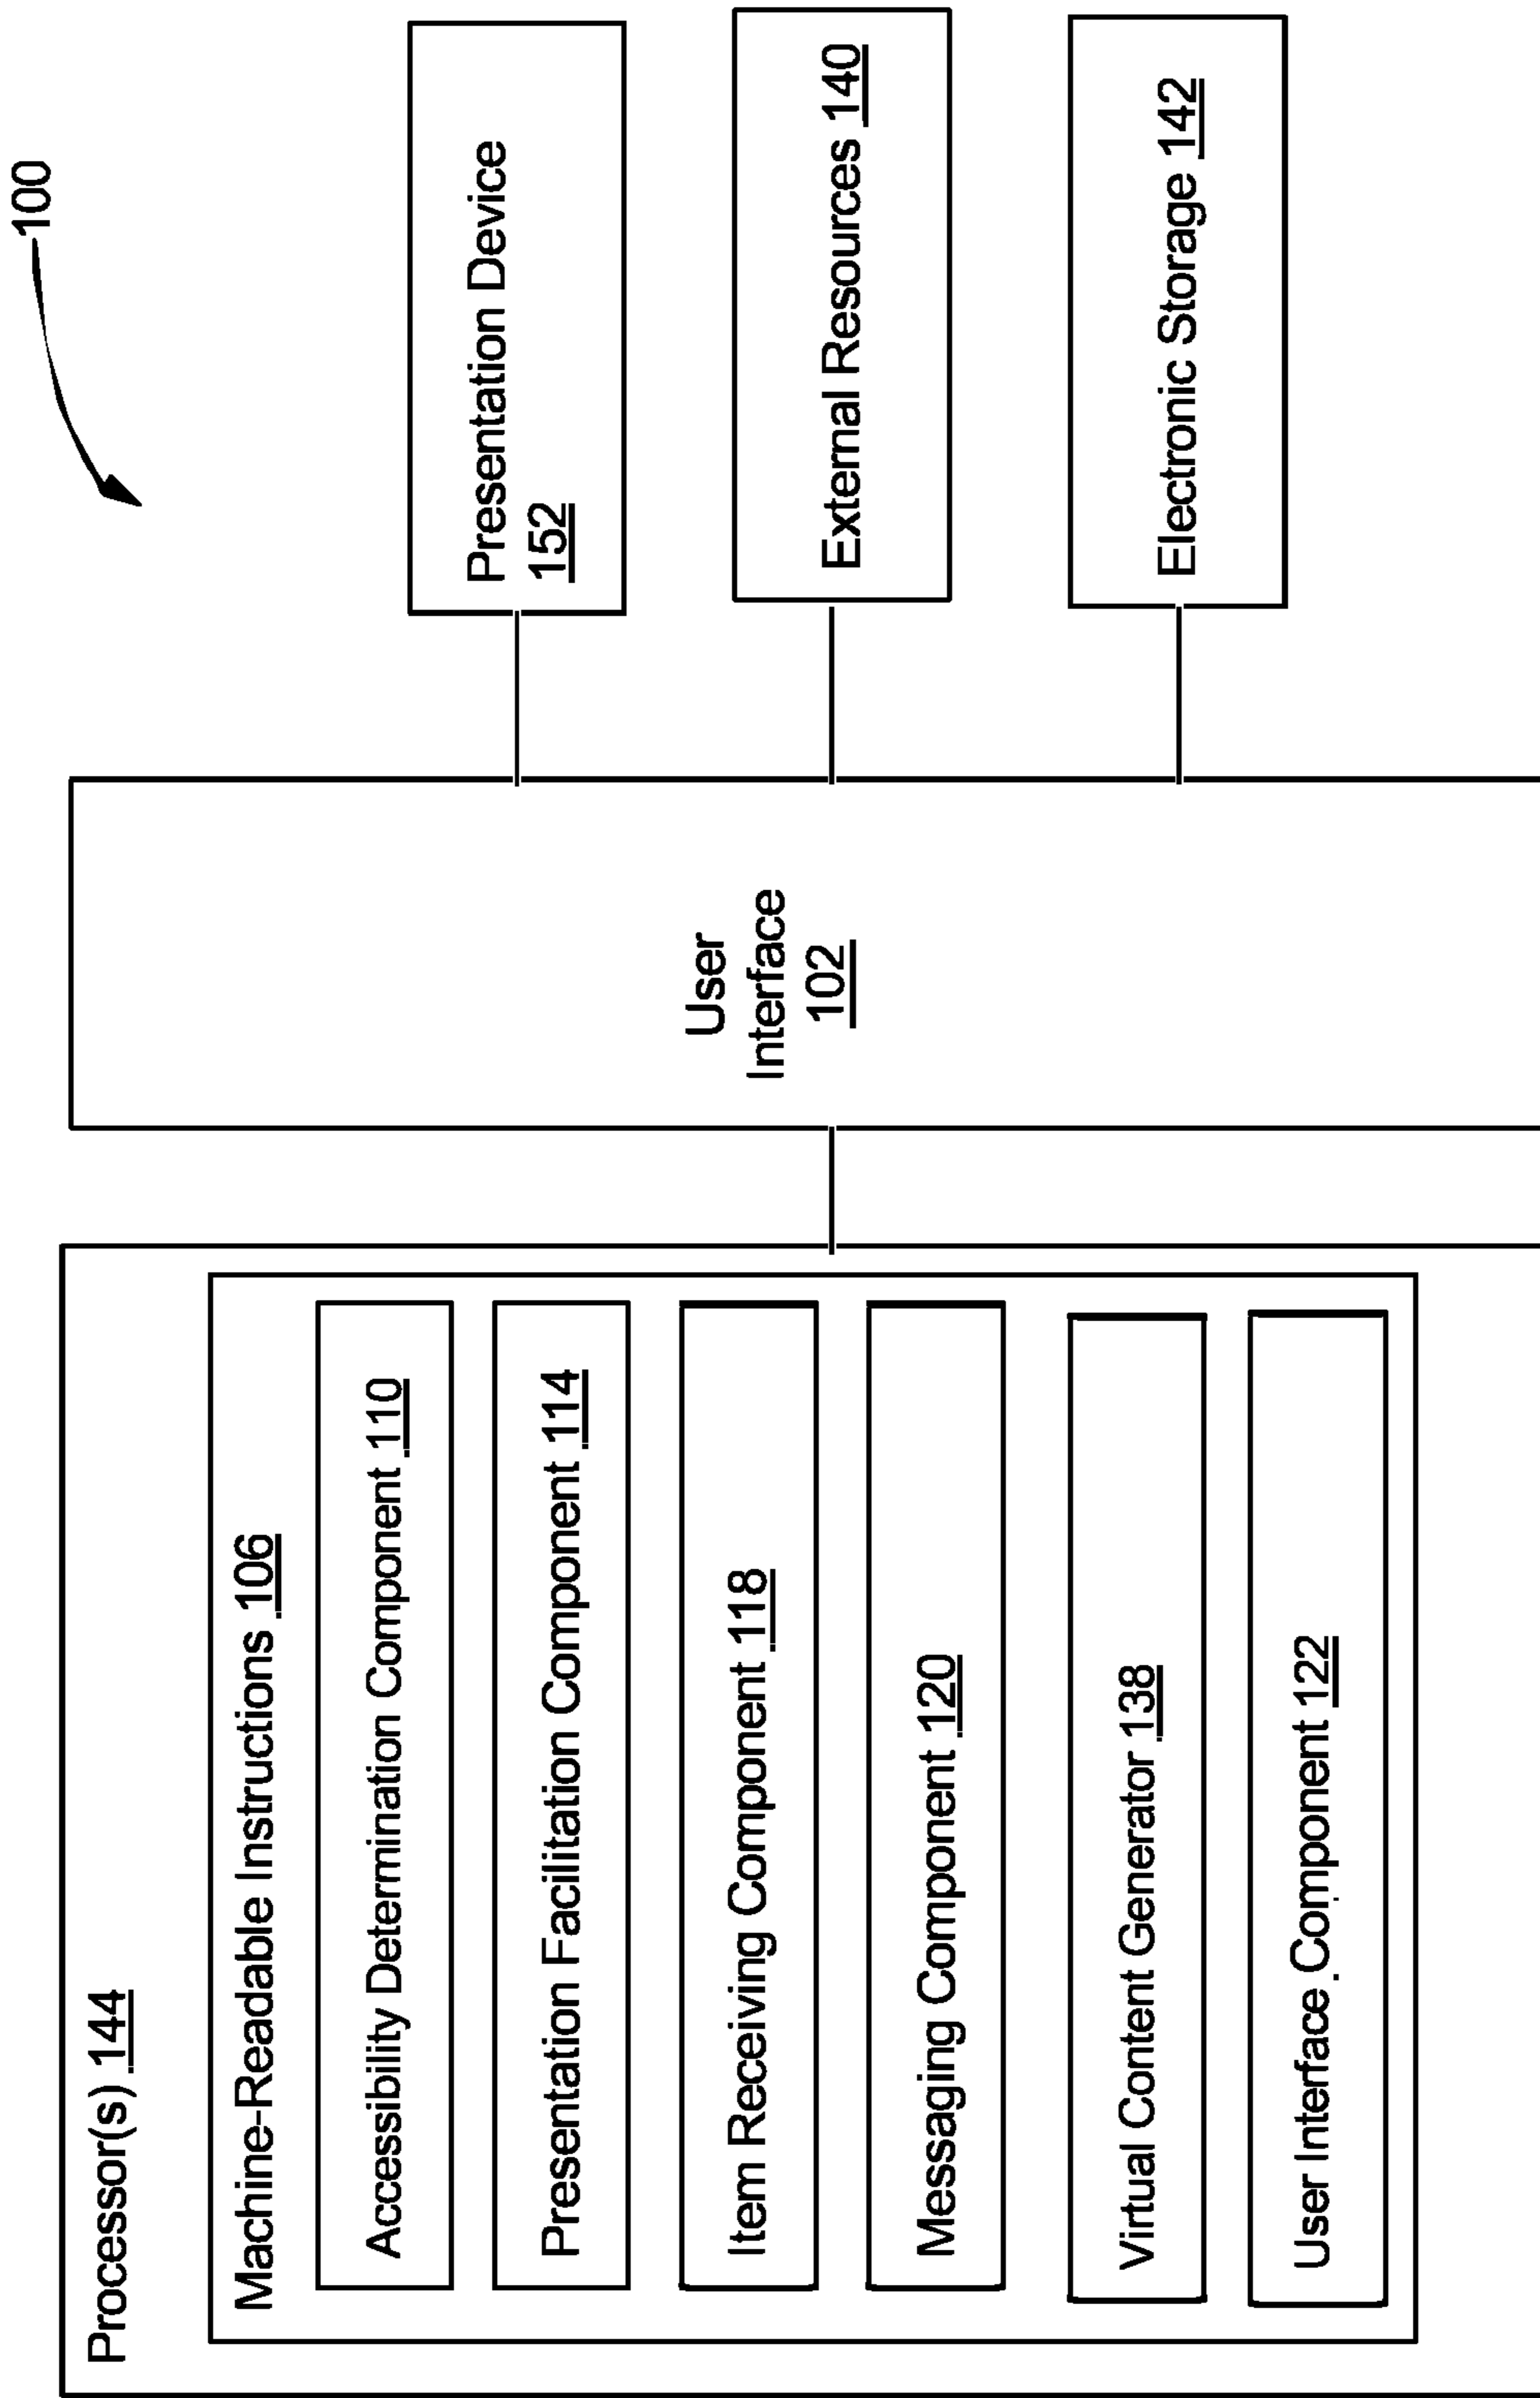 100
Processor(s) 144
Machine-Readable Instructions 106
Accessibility Determination Component 110
Presentation Facilitation Component 114
Item Receiving Component 118
Messaging Component 120
Virtual Content Generator 138
User Interface Component 122
User
Interface
102
Presentation Device
152
External Resources 140
Electronic Storage 142